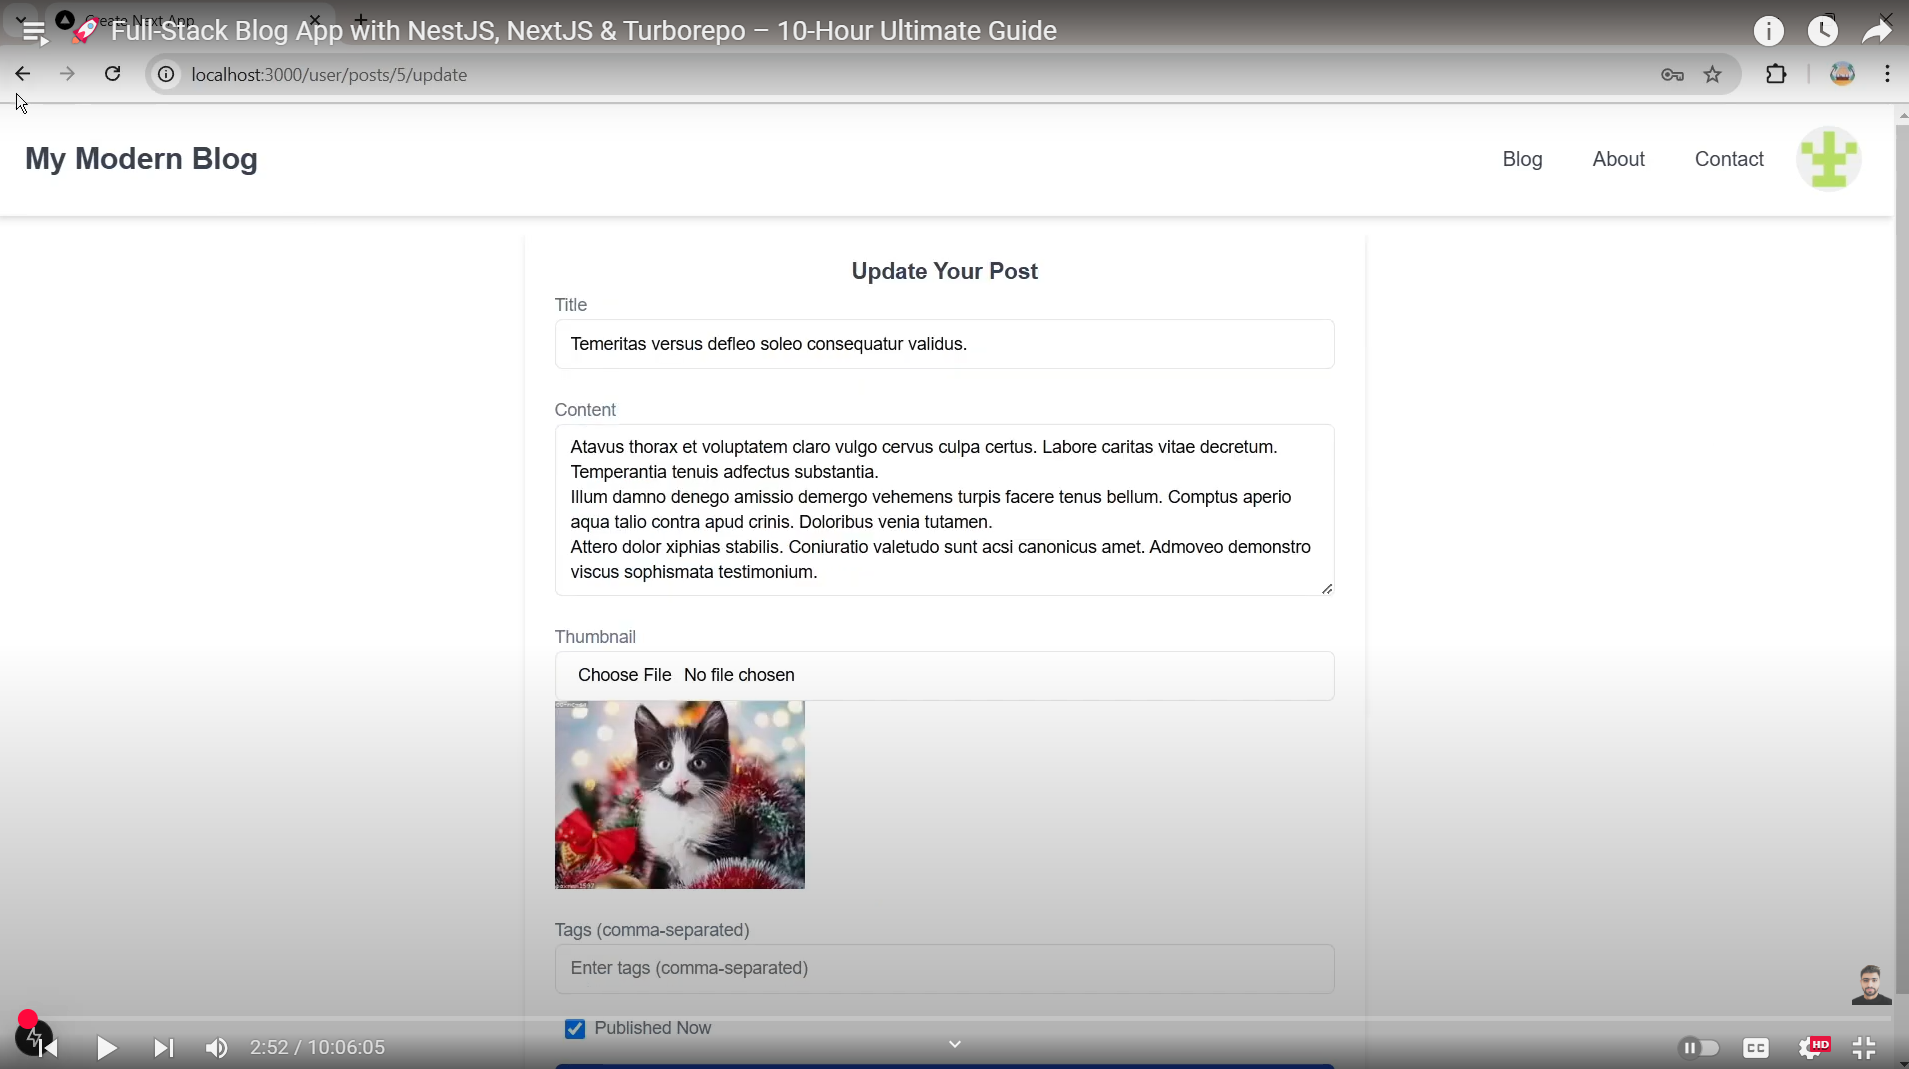 Create Next App
🚀 Full-Stack Blog App with NestJS, NextJS & Turborepo – 10-Hour Ultimate Guide
localhost:3000/user/posts/5/update
My Modern Blog
Blog
About
Contact
Update Your Post
Title
Temeritas versus defleo soleo consequatur validus.
Content
Atavus thorax et voluptatem claro vulgo cervus culpa certus. Labore caritas vitae decretum.
Temperantia tenuis adfectus substantia.
Illum damno denego amissio demergo vehemens turpis facere tenus bellum. Comptus aperio
aqua talio contra apud crinis. Doloribus venia tutamen.
Attero dolor xiphias stabilis. Coniuratio valetudo sunt acsi canonicus amet. Admoveo demonstro
viscus sophismata testimonium.
Thumbnail
Choose File No file chosen
Tags (comma-separated)
Enter tags (comma-separated)
Published Now
2:52 / 10:06:05
CC
HD